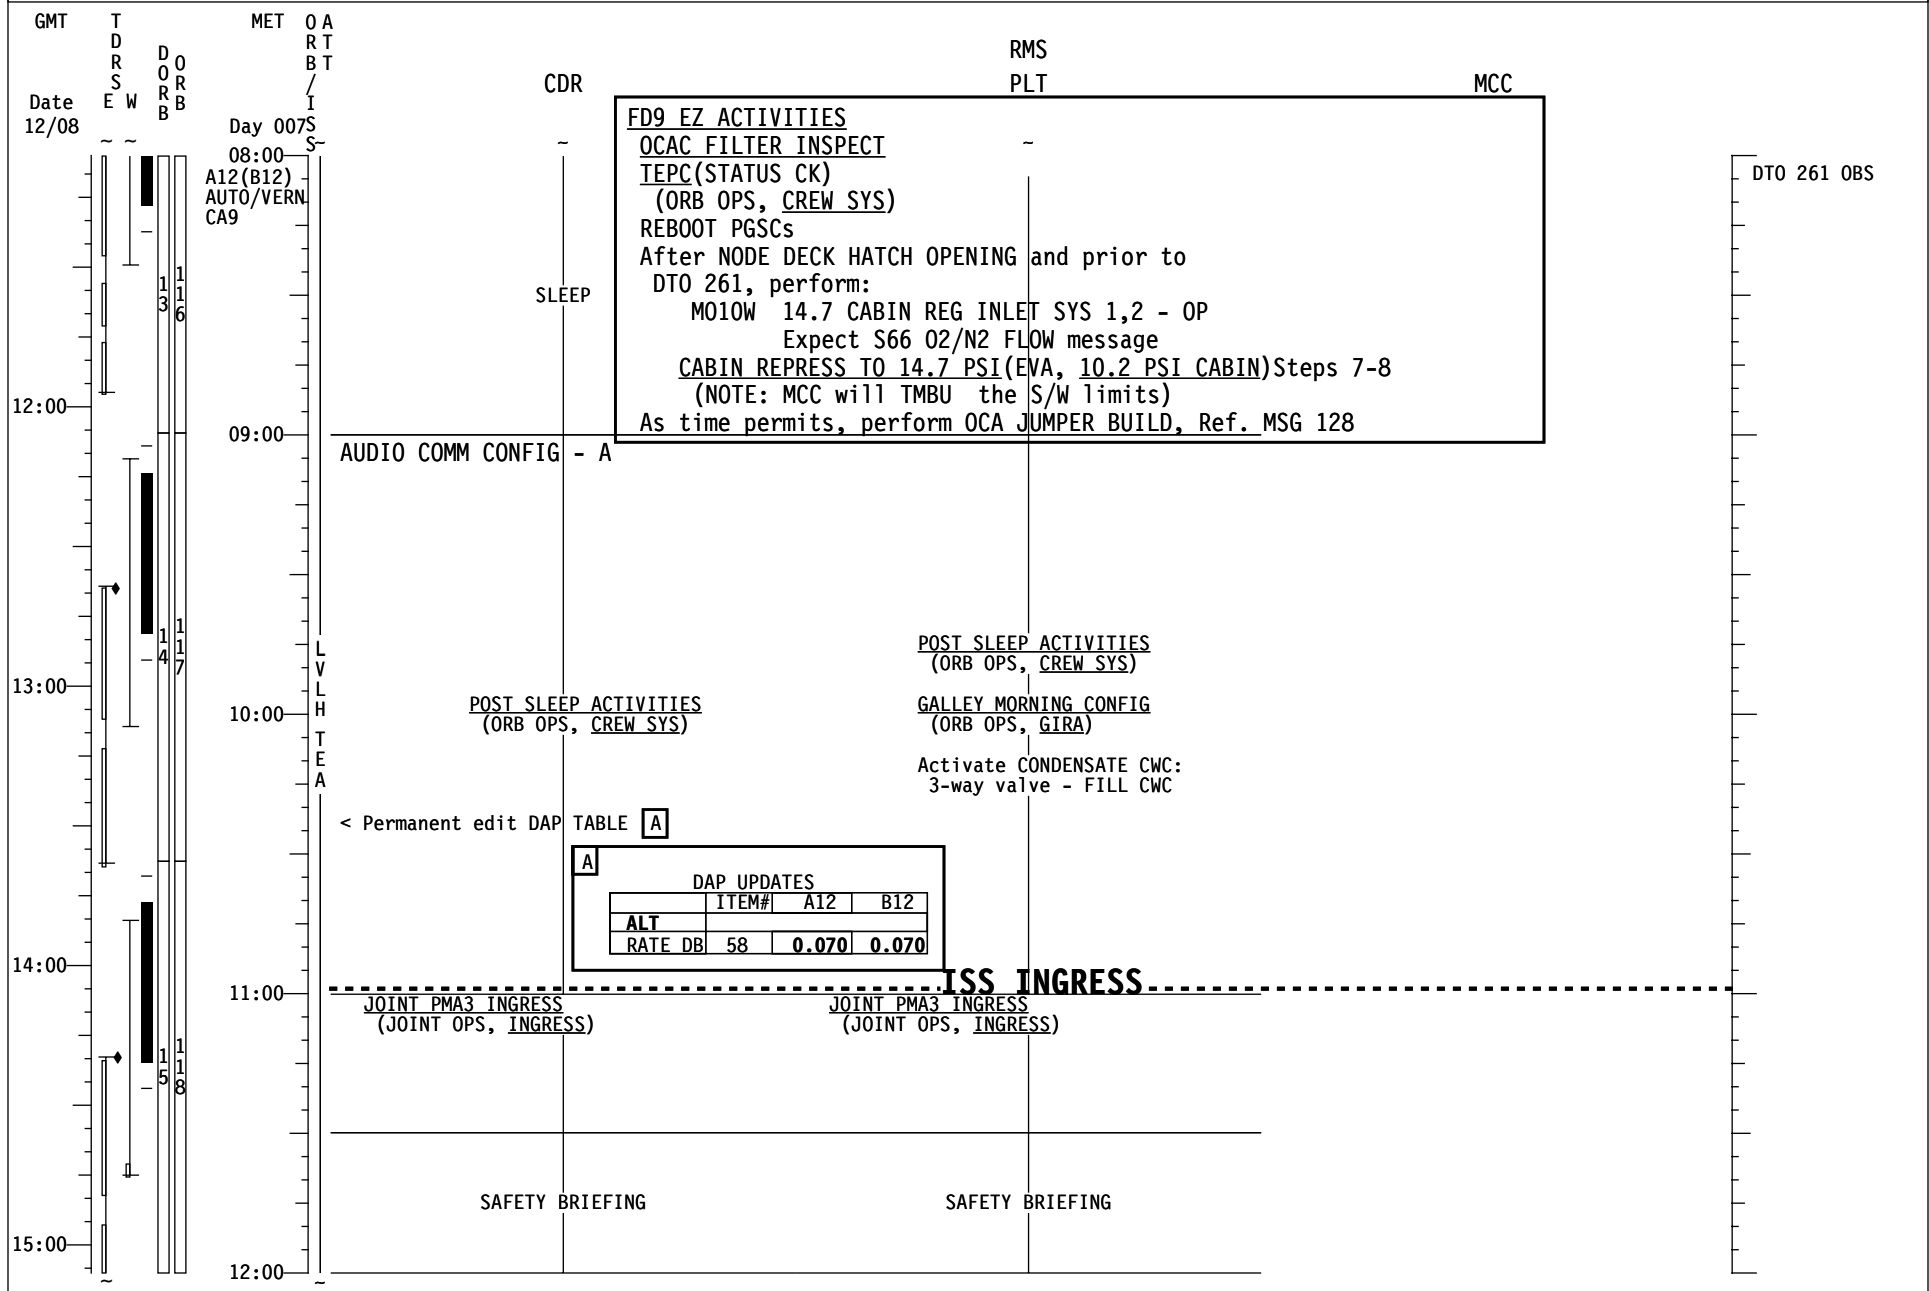 GMT
TDRS
E W
DORB
ORB
MET
ORB/ISS
ATT
RMS
CDR
PLT
MCC
Date
12/08
Day 007
~ ~ ~ ~ ~
08:00
A12(B12)
AUTO/VERN
CA9
FD9 EZ ACTIVITIES
OCAC FILTER INSPECT
TEPC(STATUS CK)
(ORB OPS, CREW SYS)
REBOOT PGSCs
After NODE DECK HATCH OPENING and prior to
DTO 261, perform:
MO10W 14.7 CABIN REG INLET SYS 1,2 - OP
Expect S66 O2/N2 FLOW message
CABIN REPRESS TO 14.7 PSI(EVA, 10.2 PSI CABIN)Steps 7-8
(NOTE: MCC will TMBU the S/W limits)
As time permits, perform OCA JUMPER BUILD, Ref. MSG 128
DTO 261 OBS
13
116
SLEEP
12:00
09:00
AUDIO COMM CONFIG - A
14
117
LVLH TEA
POST SLEEP ACTIVITIES
(ORB OPS, CREW SYS)
13:00
10:00
POST SLEEP ACTIVITIES
(ORB OPS, CREW SYS)
GALLEY MORNING CONFIG
(ORB OPS, GIRA)
Activate CONDENSATE CWC:
3-way valve - FILL CWC
< Permanent edit DAP TABLE A
A
DAP UPDATES
ITEM# A12 B12
ALT
RATE DB 58 0.070 0.070
14:00
ISS INGRESS
11:00
JOINT PMA3 INGRESS
(JOINT OPS, INGRESS)
JOINT PMA3 INGRESS
(JOINT OPS, INGRESS)
15
118
SAFETY BRIEFING
SAFETY BRIEFING
15:00
12:00
~ ~